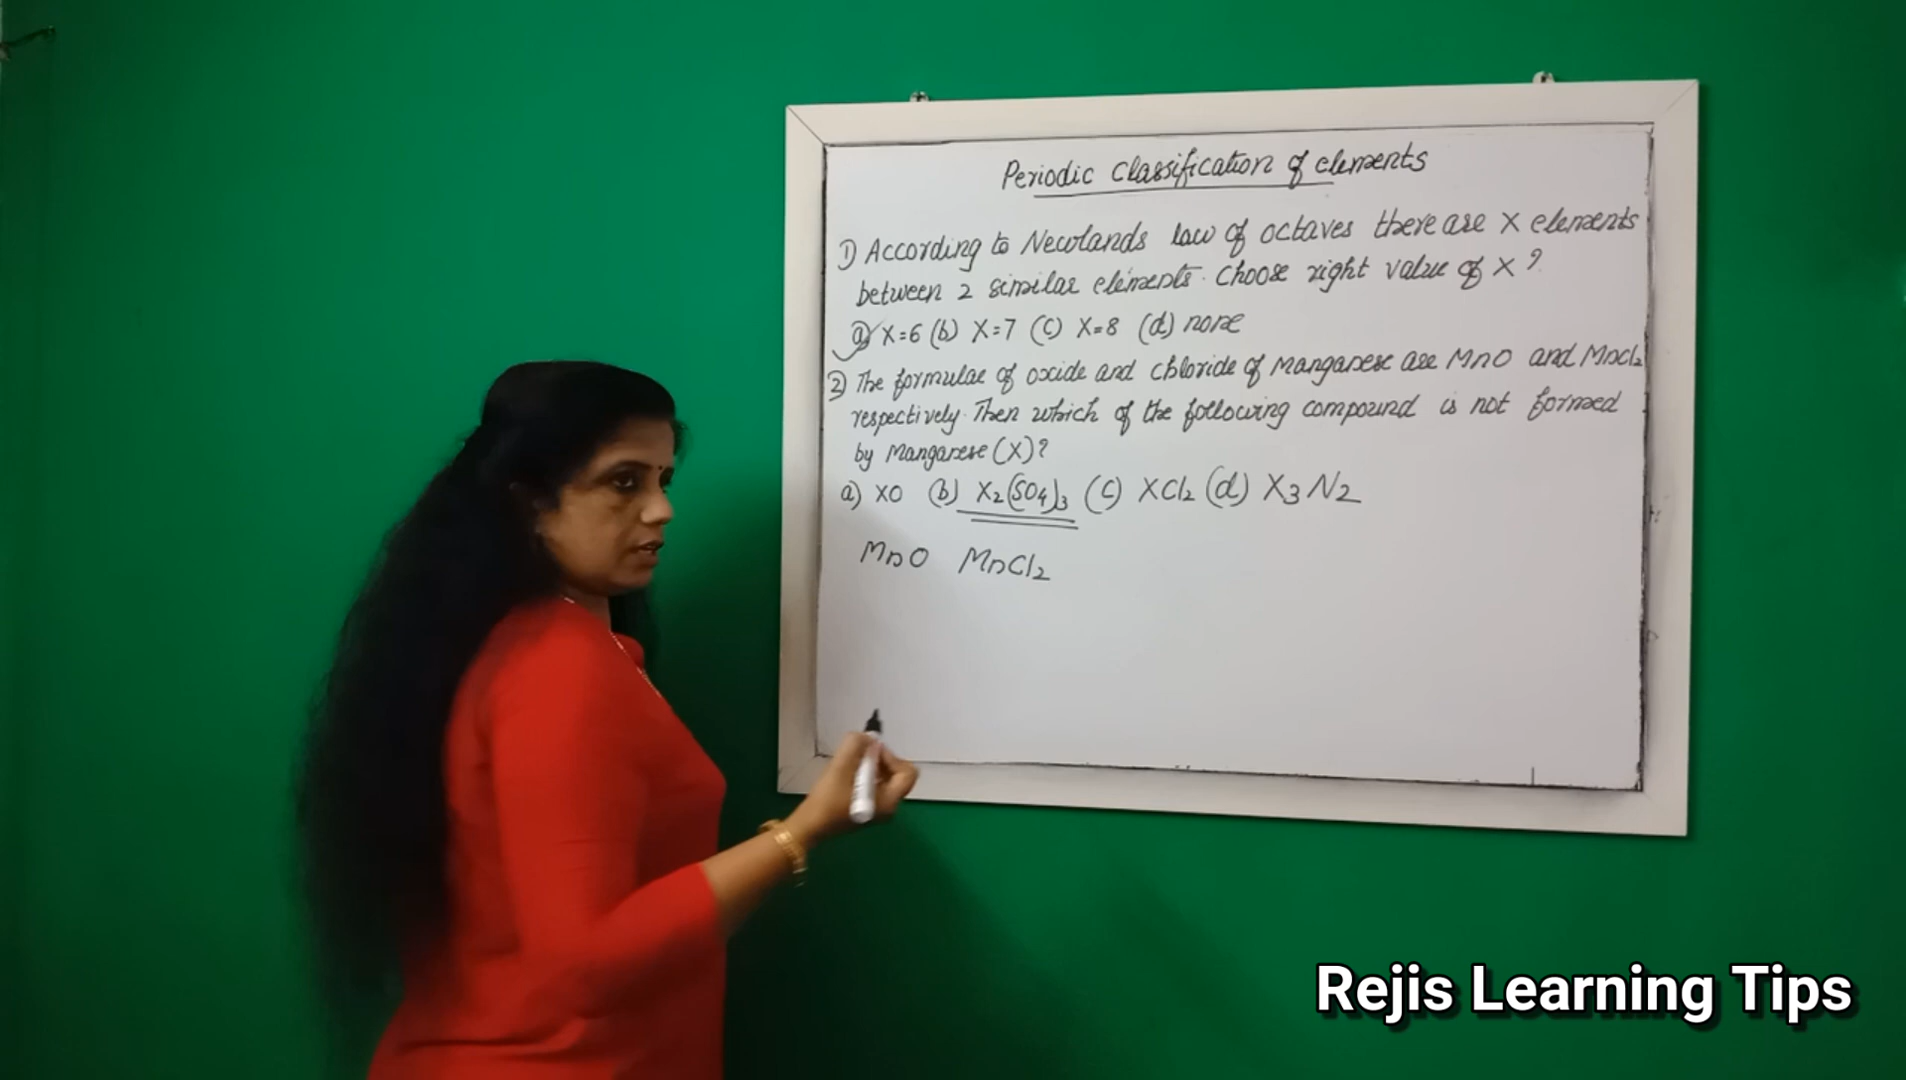 Periodic Classification of elements
1) According to Newlands law of octaves there are X elements
between 2 similar elements. Choose right value of X?
a) X=6 (b) X=7 (c) X=8 (d) none
2) The formulae of oxide and chloride of Manganese are MnO and MnCl2
respectively. Then which of the following compound is not formed
by Manganese (X)?
a) XO (b) X2(SO4)3 (c) XCl2 (d) X3N2
MnO MnCl2
Rejis Learning Tips